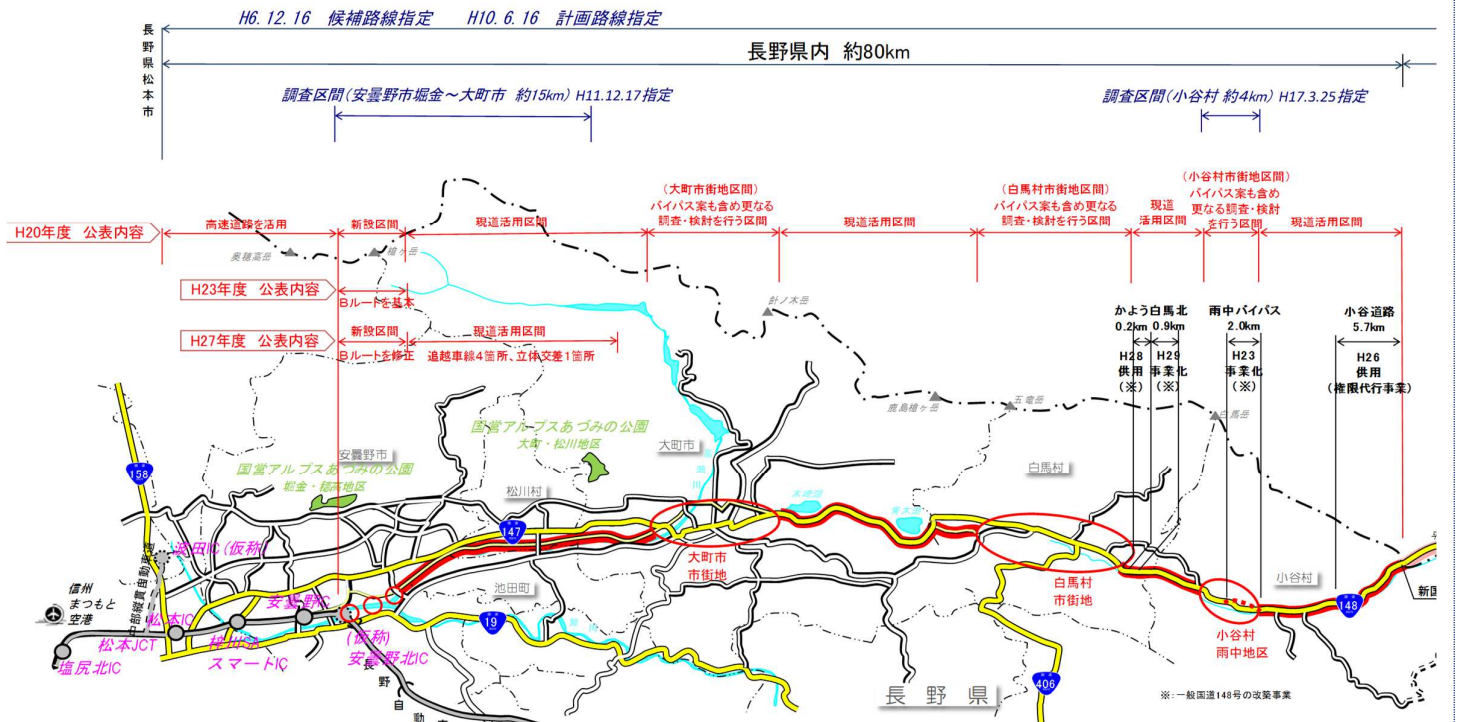 H6.12.16 候補路線指定 H10.6.16 計画路線指定
長野県松本市
長野県内 約80km
調査区間(安曇野市堀金～大町市 約15km) H11.12.17指定
調査区間(小谷村 約4km) H17.3.25指定
H20年度 公表内容
高速道路を活用
新設区間
現道活用区間
(大町市街地区間)
バイパス案も含め更なる
調査・検討を行う区間
現道活用区間
(白馬村市街地区間)
バイパス案も含め更なる
調査・検討を行う区間
現道
活用区間
(小谷村市街地区間)
バイパス案も含め
更なる調査・検討
を行う区間
現道活用区間
奥穂高岳
槍ヶ岳
H23年度 公表内容
Bルートを基本
H27年度 公表内容
新設区間
現道活用区間
Bルートを修正
追越車線4箇所、立体交差1箇所
針ノ木岳
鹿島槍ヶ岳
五竜岳
白馬岳
かよう
0.2km
H28
供用
(※)
白馬北
0.9km
H29
事業化
(※)
雨中バイパス
2.0km
H23
事業化
(※)
小谷道路
5.7km
H26
供用
(権限代行事業)
国営アルプスあづみの公園
大町・松川地区
国営アルプスあづみの公園
堀金・穂高地区
安曇野市
松川村
大町市
白馬村
池田町
小谷村
木崎湖
青木湖
158
147
19
406
148
大町市
市街地
白馬村
市街地
小谷村
雨中地区
波田IC(仮称)
中部縦貫自動車道
信州
まつもと
空港
松本JCT
塩尻北IC
松本IC
梓川SA
スマートIC
安曇野IC
(仮称)
安曇野北IC
長野自動
長野県
新国
※:一般国道148号の改築事業